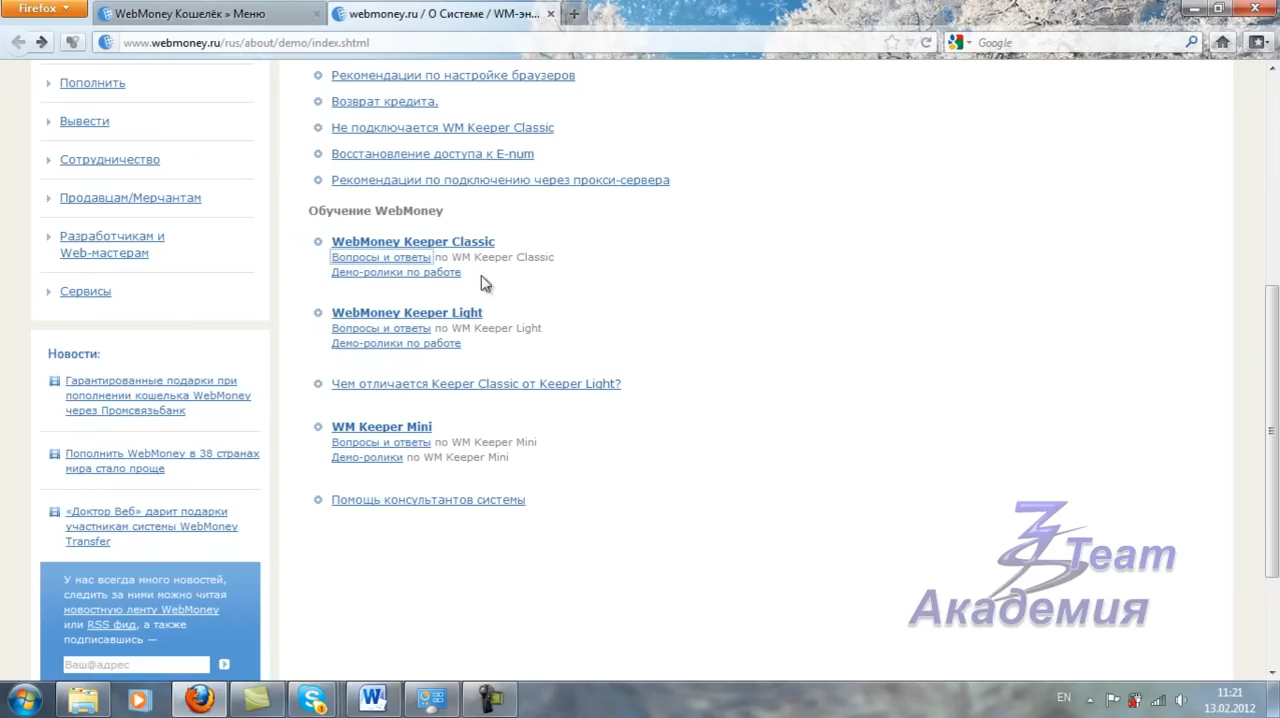 Firefox
WebMoney Кошелёк » Меню
webmoney.ru / О Системе / WM-эн...
www.webmoney.ru/rus/about/demo/index.shtml
Google
Пополнить
Вывести
Сотрудничество
Продавцам/Мерчантам
Разработчикам и
Web-мастерам
Сервисы
Новости:
Гарантированные подарки при
пополнении кошелька WebMoney
через Промсвязьбанк
Пополнить WebMoney в 38 странах
мира стало проще
«Доктор Веб» дарит подарки
участникам системы WebMoney
Transfer
У нас всегда много новостей,
следить за ними можно читая
новостную ленту WebMoney
или RSS фид, а также
подписавшись —
Ваш@адрес
Рекомендации по настройке браузеров
Возврат кредита.
Не подключается WM Keeper Classic
Восстановление доступа к E-num
Рекомендации по подключению через прокси-сервера
Обучение WebMoney
WebMoney Keeper Classic
Вопросы и ответы по WM Keeper Classic
Демо-ролики по работе
WebMoney Keeper Light
Вопросы и ответы по WM Keeper Light
Демо-ролики по работе
Чем отличается Keeper Classic от Keeper Light?
WM Keeper Mini
Вопросы и ответы по WM Keeper Mini
Демо-ролики по WM Keeper Mini
Помощь консультантов системы
Team
Академия
EN
11:21
13.02.2012